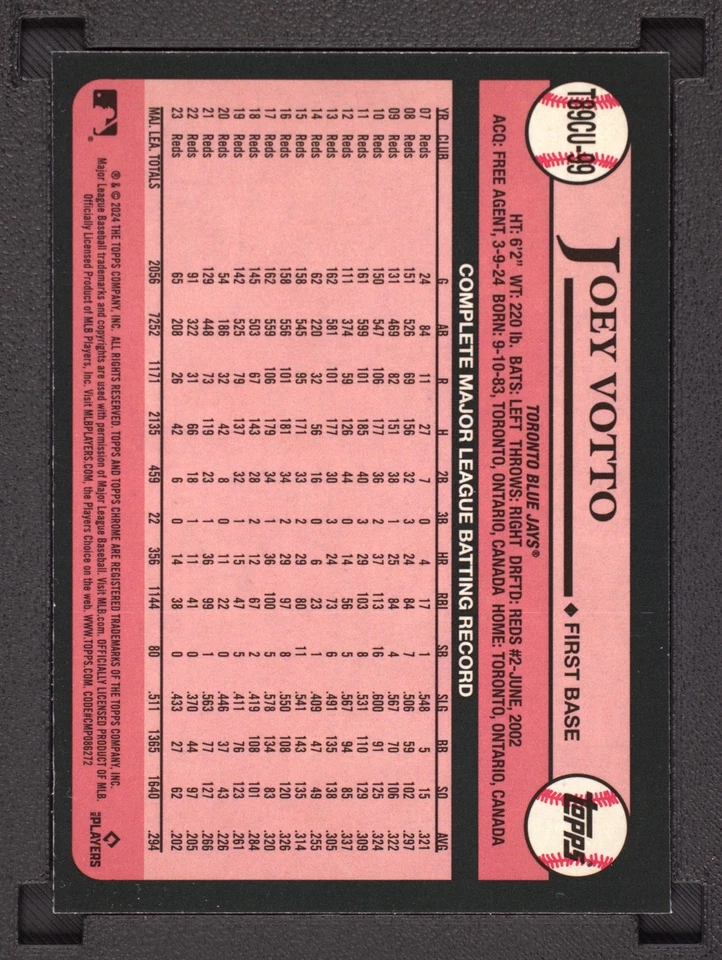 T89CU-99
JOEY VOTTO
◆ FIRST BASE
topps
TORONTO BLUE JAYS®
HT: 6'2" WT: 220 lb. BATS: LEFT THROWS: RIGHT DRFTD: REDS #2-JUNE, 2002
ACQ: FREE AGENT, 3-9-24 BORN: 9-10-83, TORONTO, ONTARIO, CANADA HOME: TORONTO, ONTARIO, CANADA
COMPLETE MAJOR LEAGUE BATTING RECORD
YR CLUB G AB R H 2B 3B HR RBI SB SLG BB SO AVG.
07 Reds 24 84 11 27 7 0 4 17 1 .548 5 15 .321
08 Reds 151 526 69 156 32 3 24 84 7 .506 59 102 .297
09 Reds 131 469 82 151 38 1 25 84 4 .567 70 106 .322
10 Reds 150 547 106 177 36 2 37 113 16 .600 91 125 .324
11 Reds 161 599 101 185 40 3 29 103 8 .531 110 129 .309
12 Reds 111 374 59 126 44 0 14 56 5 .567 94 85 .337
13 Reds 162 581 101 177 30 3 24 73 6 .491 135 138 .305
14 Reds 62 220 32 56 16 0 6 23 1 .409 47 49 .255
15 Reds 158 545 95 171 33 2 29 80 11 .541 143 135 .314
16 Reds 158 556 101 181 34 2 29 97 8 .550 108 120 .326
17 Reds 162 559 106 179 34 1 36 100 5 .578 134 83 .320
18 Reds 145 503 67 143 28 2 12 67 2 .419 108 101 .284
19 Reds 142 525 79 137 32 1 15 47 5 .411 76 123 .261
20 Reds 54 186 32 42 8 0 11 22 0 .446 37 43 .226
21 Reds 129 448 73 119 23 1 36 99 1 .563 77 127 .266
22 Reds 91 322 31 66 18 1 11 41 0 .370 44 97 .205
23 Reds 65 208 26 42 6 0 14 38 0 .433 27 62 .202
MAJ. LEA. TOTALS 2056 7252 1171 2135 459 22 356 1144 80 .511 1365 1640 .294
® & © 2024 THE TOPPS COMPANY, INC. ALL RIGHTS RESERVED. TOPPS AND TOPPS CHROME ARE REGISTERED TRADEMARKS OF THE TOPPS COMPANY, INC.
Major League Baseball trademarks and copyrights are used with permission of Major League Baseball. Visit MLB.com. OFFICIALLY LICENSED PRODUCT OF MLB PLAYERS, INC.
Officially Licensed Product of MLB Players, Inc. Visit MLBPLAYERS.COM, the Players Choice on the web. WWW.TOPPS.COM. CODE#CMP086272
MLB PLAYERS